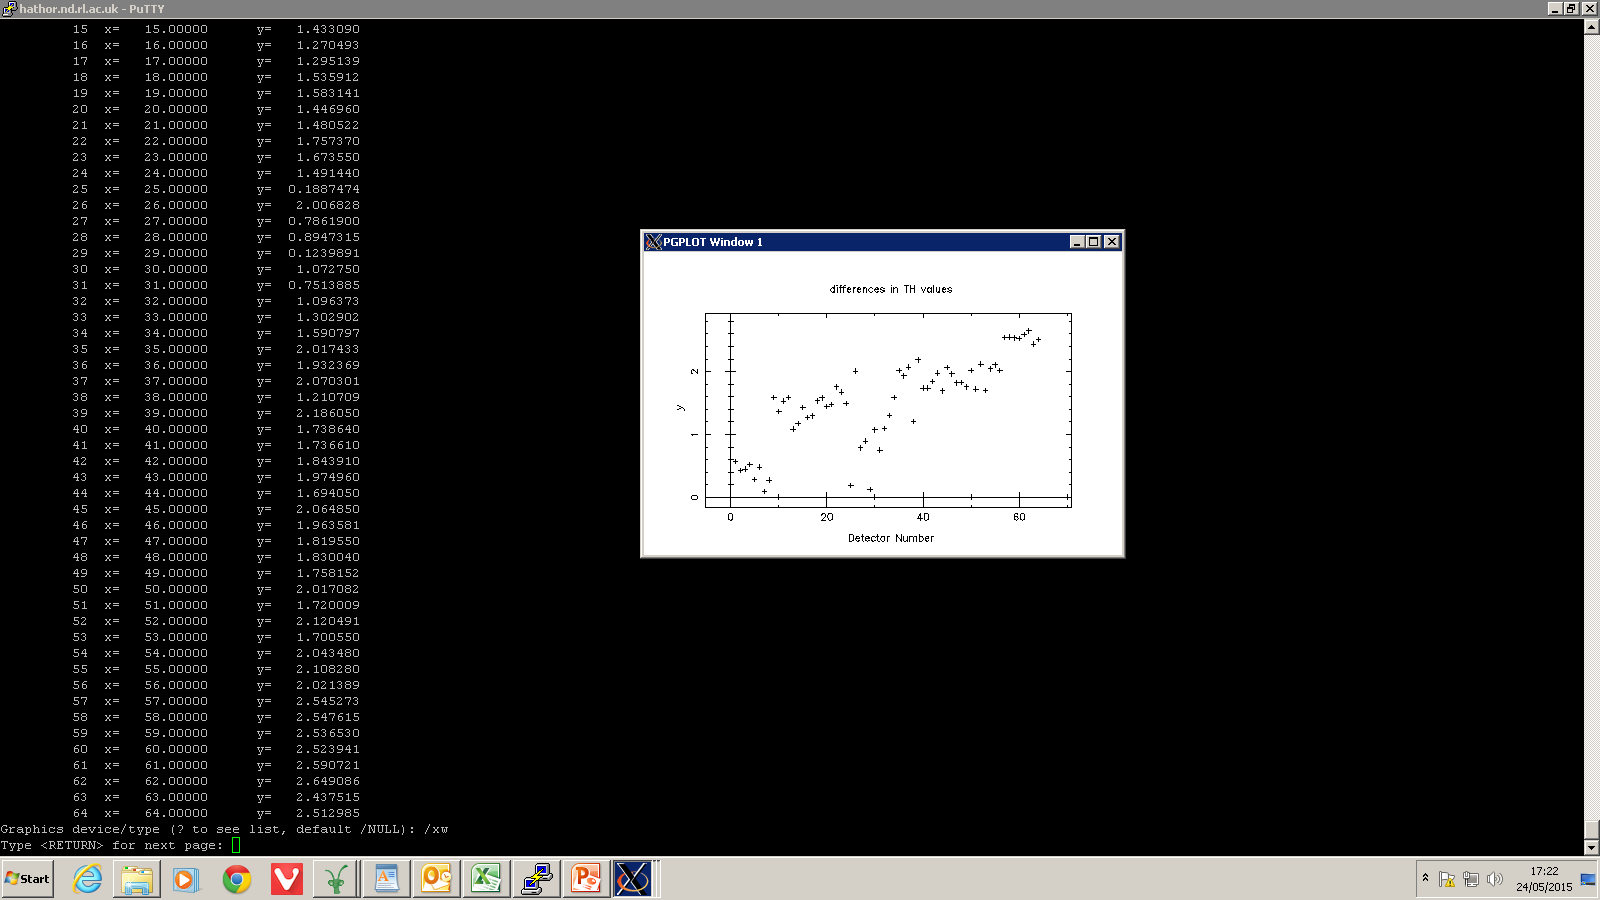 hathor.nd.rl.ac.uk - PuTTY
15 x= 15.00000 y= 1.433090
16 x= 16.00000 y= 1.270493
17 x= 17.00000 y= 1.295139
18 x= 18.00000 y= 1.535912
19 x= 19.00000 y= 1.583141
20 x= 20.00000 y= 1.446960
21 x= 21.00000 y= 1.480522
22 x= 22.00000 y= 1.757370
23 x= 23.00000 y= 1.673550
24 x= 24.00000 y= 1.491440
25 x= 25.00000 y= 0.1887474
26 x= 26.00000 y= 2.006828
27 x= 27.00000 y= 0.7861900
28 x= 28.00000 y= 0.8947315
29 x= 29.00000 y= 0.1239891
30 x= 30.00000 y= 1.072750
31 x= 31.00000 y= 0.7513885
32 x= 32.00000 y= 1.096373
33 x= 33.00000 y= 1.302902
34 x= 34.00000 y= 1.590797
35 x= 35.00000 y= 2.017433
36 x= 36.00000 y= 1.932369
37 x= 37.00000 y= 2.070301
38 x= 38.00000 y= 1.210709
39 x= 39.00000 y= 2.186050
40 x= 40.00000 y= 1.738640
41 x= 41.00000 y= 1.736610
42 x= 42.00000 y= 1.843910
43 x= 43.00000 y= 1.974960
44 x= 44.00000 y= 1.694050
45 x= 45.00000 y= 2.064850
46 x= 46.00000 y= 1.963581
47 x= 47.00000 y= 1.819550
48 x= 48.00000 y= 1.830040
49 x= 49.00000 y= 1.758152
50 x= 50.00000 y= 2.017082
51 x= 51.00000 y= 1.720009
52 x= 52.00000 y= 2.120491
53 x= 53.00000 y= 1.700550
54 x= 54.00000 y= 2.043480
55 x= 55.00000 y= 2.108280
56 x= 56.00000 y= 2.021389
57 x= 57.00000 y= 2.545273
58 x= 58.00000 y= 2.547615
59 x= 59.00000 y= 2.536530
60 x= 60.00000 y= 2.523941
61 x= 61.00000 y= 2.590721
62 x= 62.00000 y= 2.649086
63 x= 63.00000 y= 2.437515
64 x= 64.00000 y= 2.512985
Graphics device/type (? to see list, default /NULL): /xw
Type <RETURN> for next page:
PGPLOT Window 1
differences in TH values
y
2
1
0
0 20 40 60
Detector Number
Start
17:22
24/05/2015